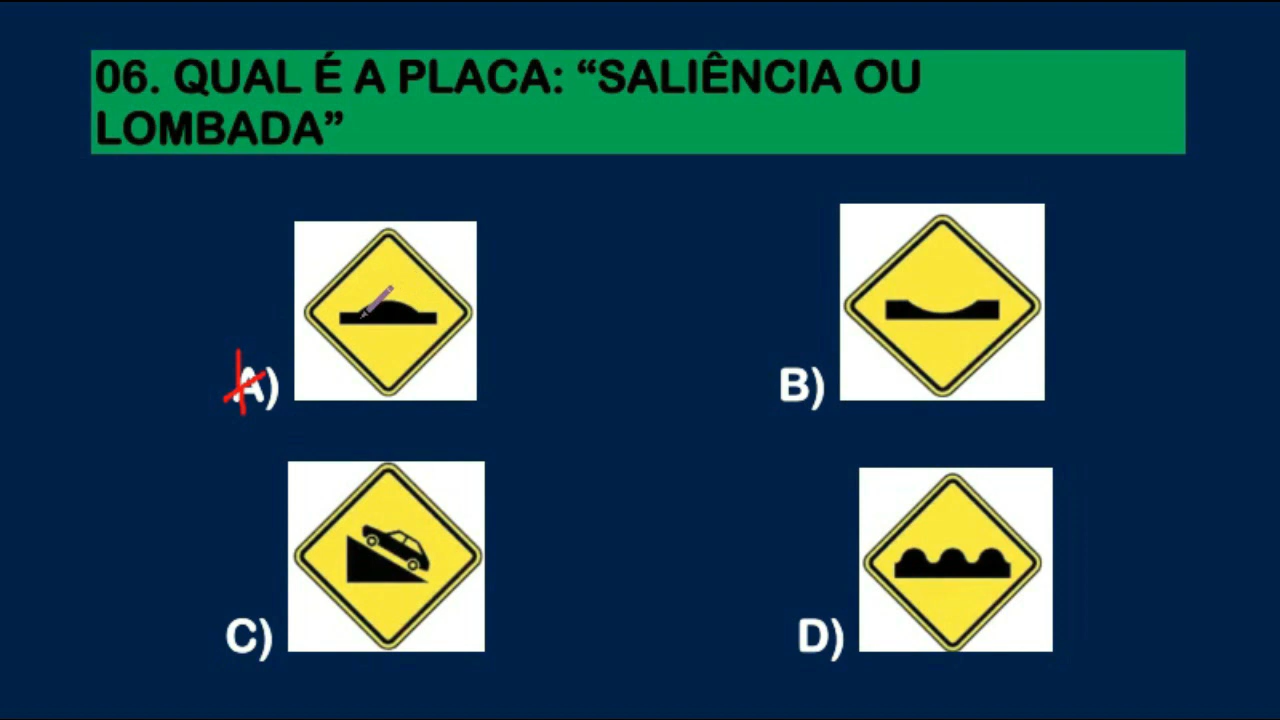 06. QUAL É A PLACA: “SALIÊNCIA OU
LOMBADA”
A)
B)
C)
D)